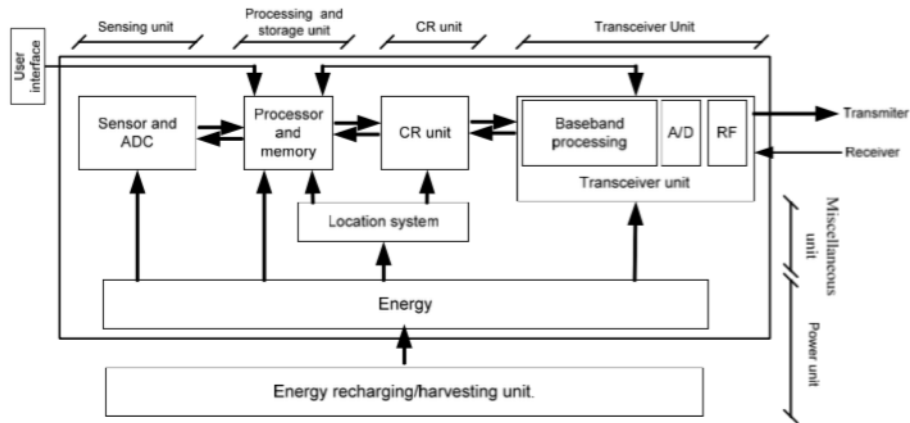 Sensing unit
Processing and
storage unit
CR unit
Transceiver Unit
User
interface
Sensor and
ADC
Processor
and
memory
CR unit
Baseband
processing
A/D
RF
Transceiver unit
Transmiter
Receiver
Location system
Miscellaneous
unit
Energy
Power unit
Energy recharging/harvesting unit.